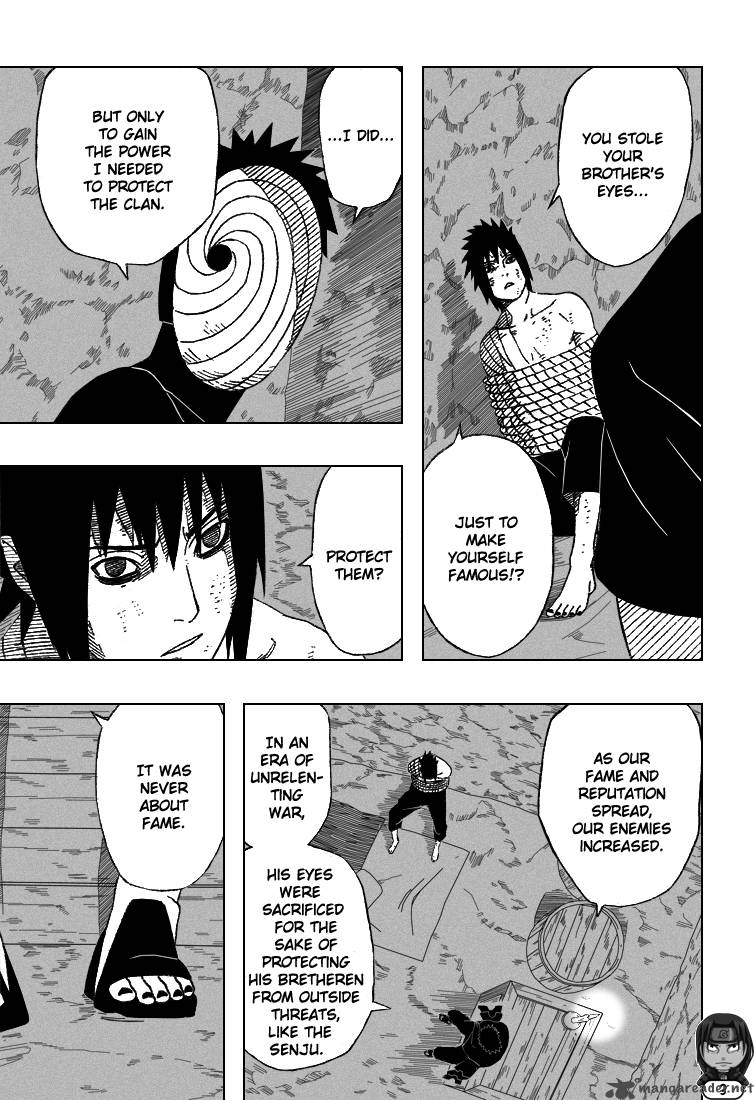 YOU STOLE
YOUR
BROTHER'S
EYES...
JUST TO
MAKE
YOURSELF
FAMOUS!?
...I DID...
BUT ONLY
TO GAIN
THE POWER
I NEEDED
TO PROTECT
THE CLAN.
PROTECT
THEM?
AS OUR
FAME AND
REPUTATION
SPREAD,
OUR ENEMIES
INCREASED.
IN AN
ERA OF
UNRELEN-
TING
WAR,
HIS EYES
WERE
SACRIFICED
FOR THE
SAKE OF
PROTECTING
HIS BRETHEREN
FROM OUTSIDE
THREATS,
LIKE THE
SENJU.
IT WAS
NEVER
ABOUT
FAME.
3
mangareader.net